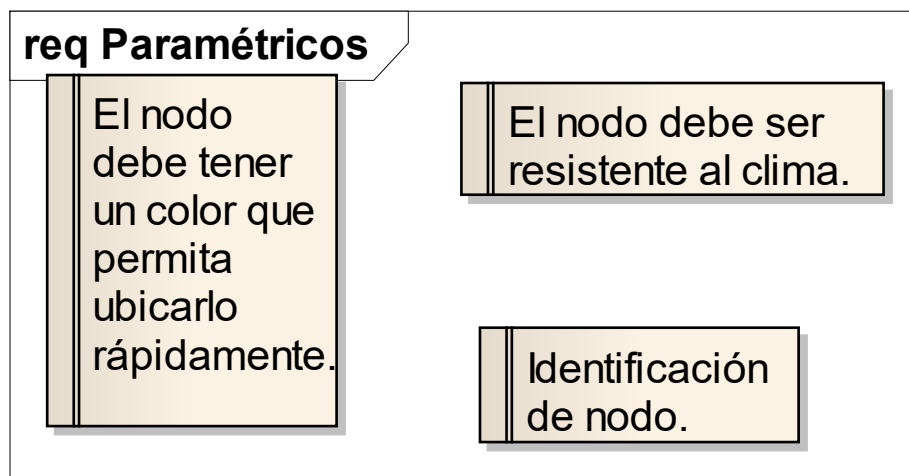 req Paramétricos
El nodo
debe tener
un color que
permita
ubicarlo
rápidamente.
El nodo debe ser
resistente al clima.
Identificación
de nodo.